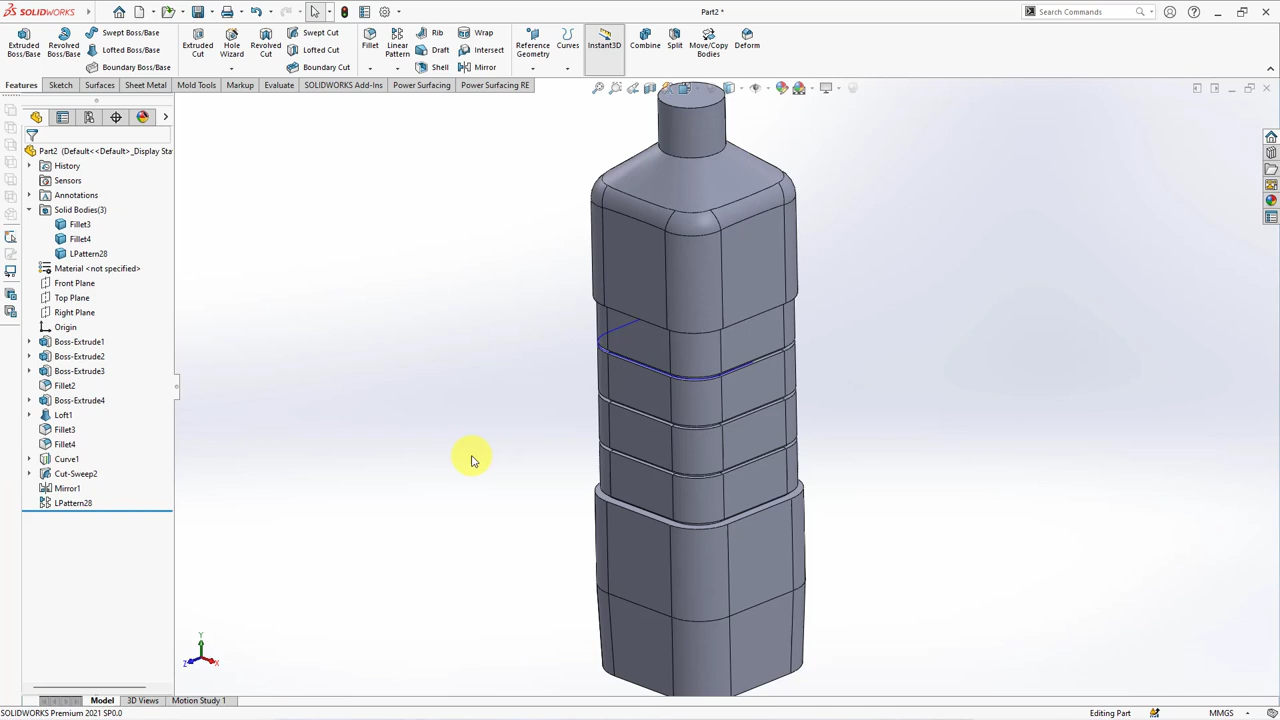 SOLIDWORKS
Part2 *
Search Commands
Extruded Boss/Base
Revolved Boss/Base
Swept Boss/Base
Lofted Boss/Base
Boundary Boss/Base
Extruded Cut
Hole Wizard
Revolved Cut
Swept Cut
Lofted Cut
Boundary Cut
Fillet
Linear Pattern
Rib
Draft
Shell
Wrap
Intersect
Mirror
Reference Geometry
Curves
Instant3D
Combine
Split
Move/Copy Bodies
Deform
Features
Sketch
Surfaces
Sheet Metal
Mold Tools
Markup
Evaluate
SOLIDWORKS Add-Ins
Power Surfacing
Power Surfacing RE
Part2 (Default<<Default>_Display Sta
History
Sensors
Annotations
Solid Bodies(3)
Fillet3
Fillet4
LPattern28
Material <not specified>
Front Plane
Top Plane
Right Plane
Origin
Boss-Extrude1
Boss-Extrude2
Boss-Extrude3
Fillet2
Boss-Extrude4
Loft1
Fillet3
Fillet4
Curve1
Cut-Sweep2
Mirror1
LPattern28
Y
Z
X
Model
3D Views
Motion Study 1
SOLIDWORKS Premium 2021 SP0.0
Editing Part
MMGS